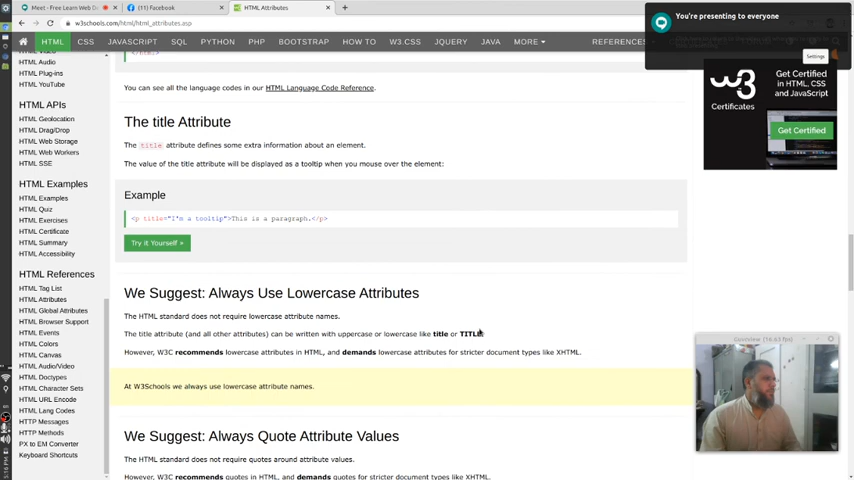 Meet - Free Learn Web D
Facebook
HTML Attributes
w3schools.com/html/html_attributes.asp
You're presenting to everyone
Settings
HTML CSS JAVASCRIPT SQL PYTHON PHP BOOTSTRAP HOW TO W3.CSS JQUERY JAVA MORE REFERENCES
HTML Audio
HTML Plug-ins
HTML YouTube
HTML APIs
HTML Geolocation
HTML Drag/Drop
HTML Web Storage
HTML Web Workers
HTML SSE
HTML Examples
HTML Examples
HTML Quiz
HTML Exercises
HTML Certificate
HTML Summary
HTML Accessibility
HTML References
HTML Tag List
HTML Attributes
HTML Global Attributes
HTML Browser Support
HTML Events
HTML Colors
HTML Canvas
HTML Audio/Video
HTML Doctypes
HTML Character Sets
HTML URL Encode
HTML Lang Codes
HTTP Messages
HTTP Methods
PX to EM Converter
Keyboard Shortcuts
You can see all the language codes in our HTML Language Code Reference.
The title Attribute
The title attribute defines some extra information about an element.
The value of the title attribute will be displayed as a tooltip when you mouse over the element:
Example
<p title="I'm a tooltip">This is a paragraph.</p>
Try it Yourself »
We Suggest: Always Use Lowercase Attributes
The HTML standard does not require lowercase attribute names.
The title attribute (and all other attributes) can be written with uppercase or lowercase like title or TITLE.
However, W3C recommends lowercase attributes in HTML, and demands lowercase attributes for stricter document types like XHTML.
At W3Schools we always use lowercase attribute names.
We Suggest: Always Quote Attribute Values
The HTML standard does not require quotes around attribute values.
However, W3C recommends quotes in HTML, and demands quotes for stricter document types like XHTML.
w3
Certificates
Get Certified
in HTML, CSS
and JavaScript
Get Certified